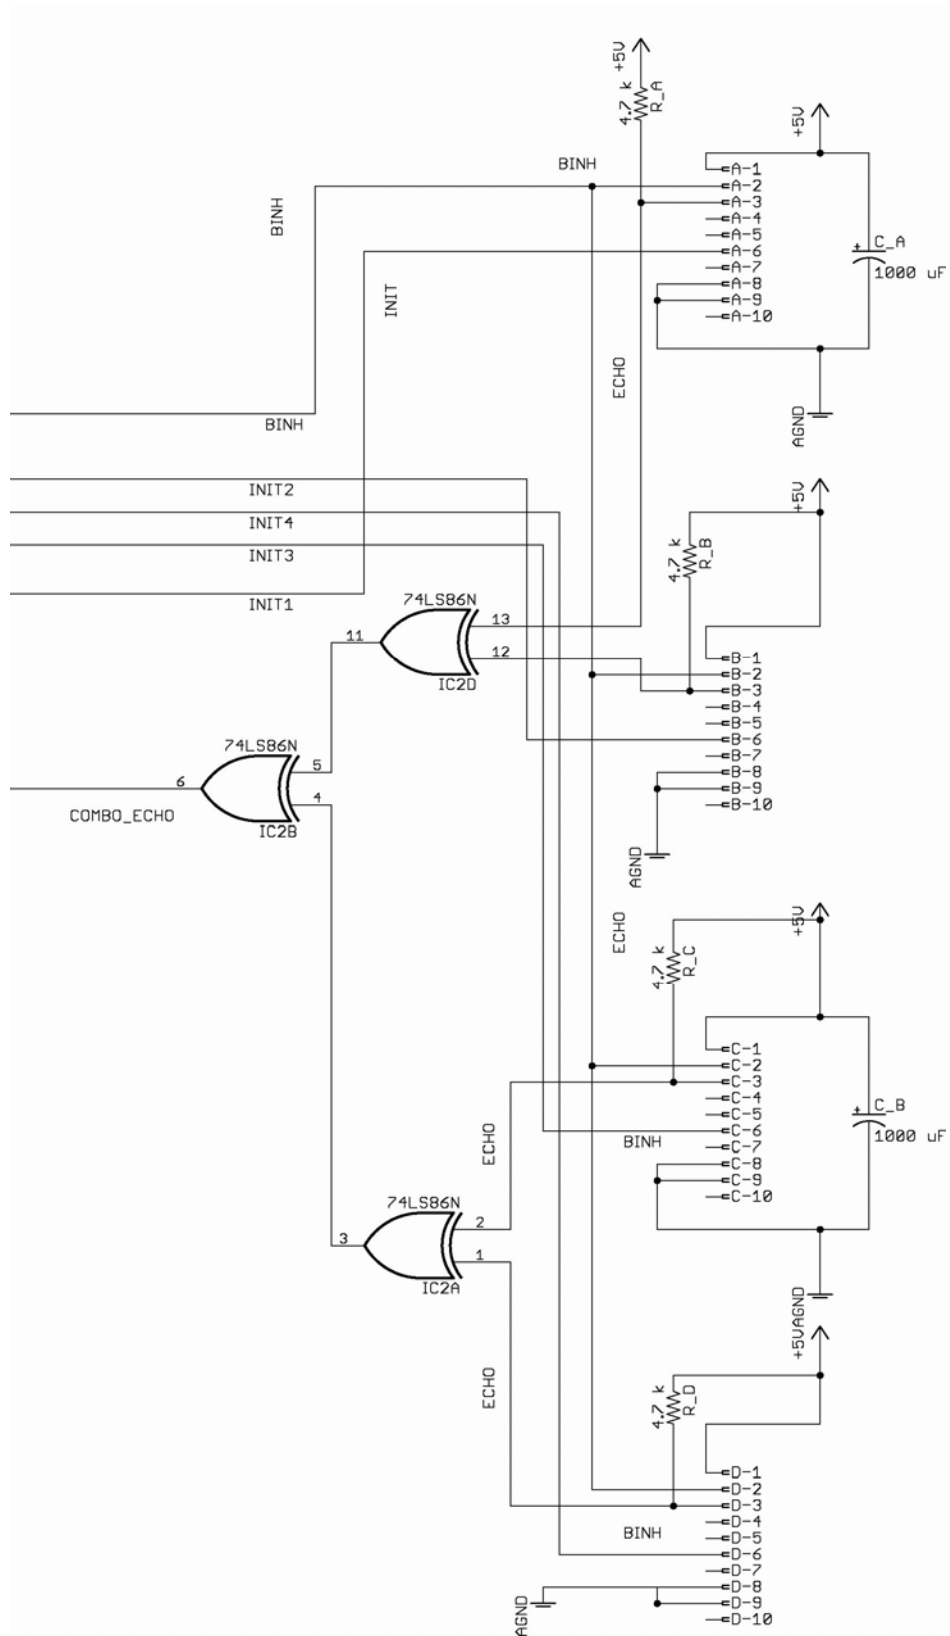 +5V
4.7 k
R_A
+5V
BINH
A-1
A-2
A-3
A-4
A-5
A-6
A-7
A-8
A-9
A-10
BINH
C_A
+
1000 uF
INIT
ECHO
AGND
BINH
INIT2
INIT4
INIT3
INIT1
+5V
4.7 k
R_B
74LS86N
11
13
12
IC2D
B-1
B-2
B-3
B-4
B-5
B-6
B-7
B-8
B-9
B-10
74LS86N
6
5
4
COMBO_ECHO
IC2B
AGND
ECHO
+5V
4.7 k
R_C
C-1
C-2
C-3
C-4
C-5
C-6
C-7
C-8
C-9
C-10
C_B
+
1000 uF
ECHO
BINH
74LS86N
3
2
1
IC2A
AGND
+5V
ECHO
4.7 k
R_D
D-1
D-2
D-3
D-4
D-5
D-6
D-7
D-8
D-9
D-10
BINH
AGND